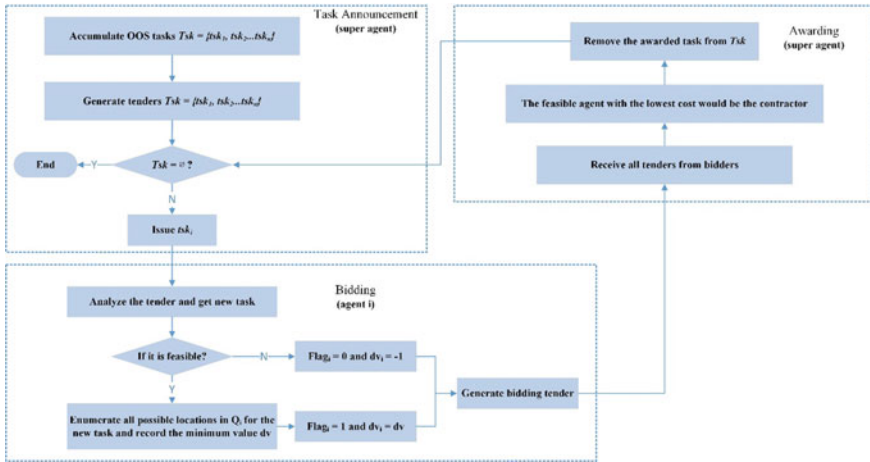 Task Announcement
(super agent)
Accumulate OOS tasks Tsk = {tsk₁, tsk₂...tskₙ}
Generate tenders Tsk = {tsk₁, tsk₂...tskₙ}
Tsk = ∅ ?
Y
End
N
Issue tskᵢ
Awarding
(super agent)
Remove the awarded task from Tsk
The feasible agent with the lowest cost would be the contractor
Receive all tenders from bidders
Bidding
(agent i)
Analyze the tender and get new task
If it is feasible?
N
Flagᵢ = 0 and dvᵢ = -1
Y
Enumerate all possible locations in Qᵢ for the
new task and record the minimum value dv
Flagᵢ = 1 and dvᵢ = dv
Generate bidding tender